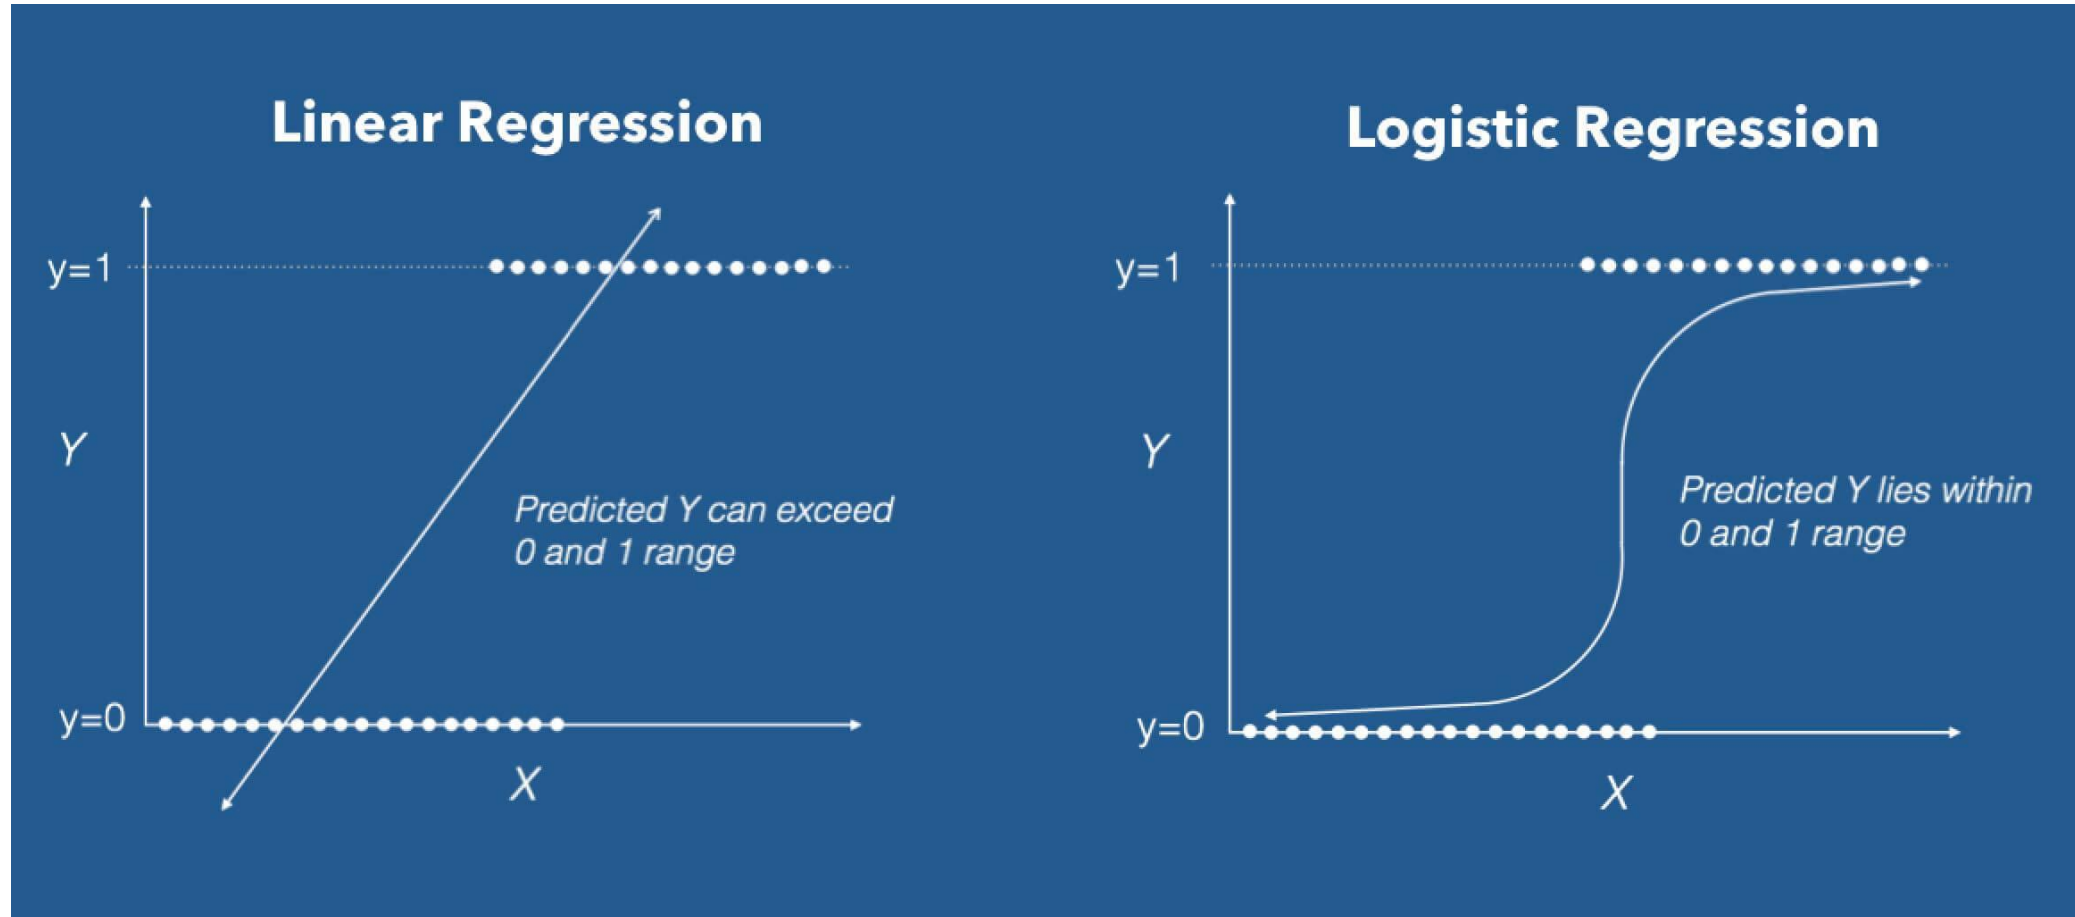 Linear Regression
y=1
Y
Predicted Y can exceed
0 and 1 range
y=0
X
Logistic Regression
y=1
Y
Predicted Y lies within
0 and 1 range
y=0
X